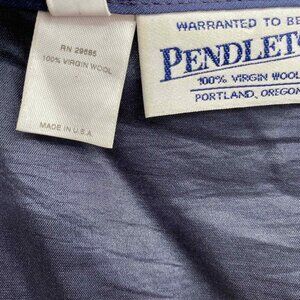 RN 29685
100% VIRGIN WOOL
MADE IN U.S.A.
WARRANTED TO BE
PENDLET
100% VIRGIN WOOL
PORTLAND, OREGON